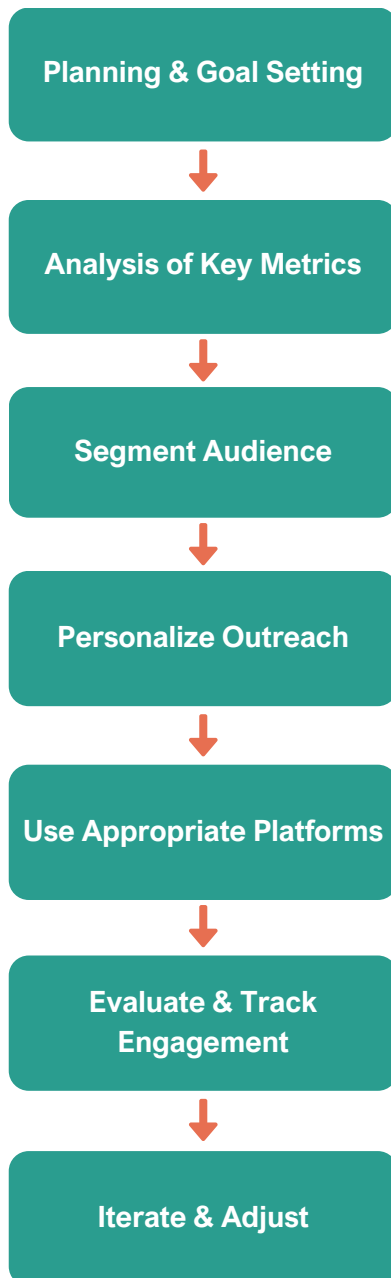 Planning & Goal Setting
Analysis of Key Metrics
Segment Audience
Personalize Outreach
Use Appropriate Platforms
Evaluate & Track
Engagement
Iterate & Adjust